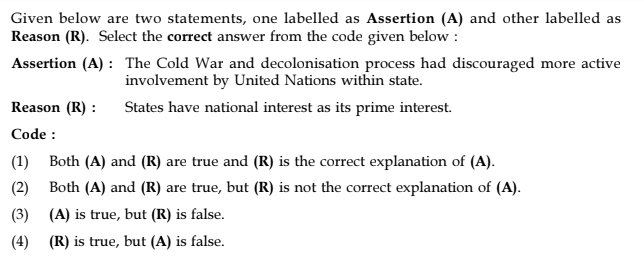 Given below are two statements, one labelled as Assertion (A) and other labelled as
Reason (R). Select the correct answer from the code given below :
Assertion (A) : The Cold War and decolonisation process had discouraged more active
involvement by United Nations within state.
Reason (R) : States have national interest as its prime interest.
Code :
(1) Both (A) and (R) are true and (R) is the correct explanation of (A).
(2) Both (A) and (R) are true, but (R) is not the correct explanation of (A).
(3) (A) is true, but (R) is false.
(4) (R) is true, but (A) is false.